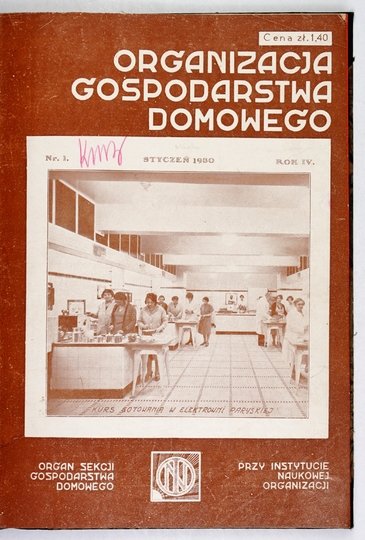 Cena zł. 1,40
ORGANIZACJA
GOSPODARSTWA
DOMOWEGO
Nr. 1. STYCZEŃ 1930 ROK IV.
KURS GOTOWANIA W ELEKTROWNI PARYSKIEJ
ORGAN SEKCJI
GOSPODARSTWA
DOMOWEGO
PRZY INSTYTUCIE
NAUKOWEJ
ORGANIZACJI